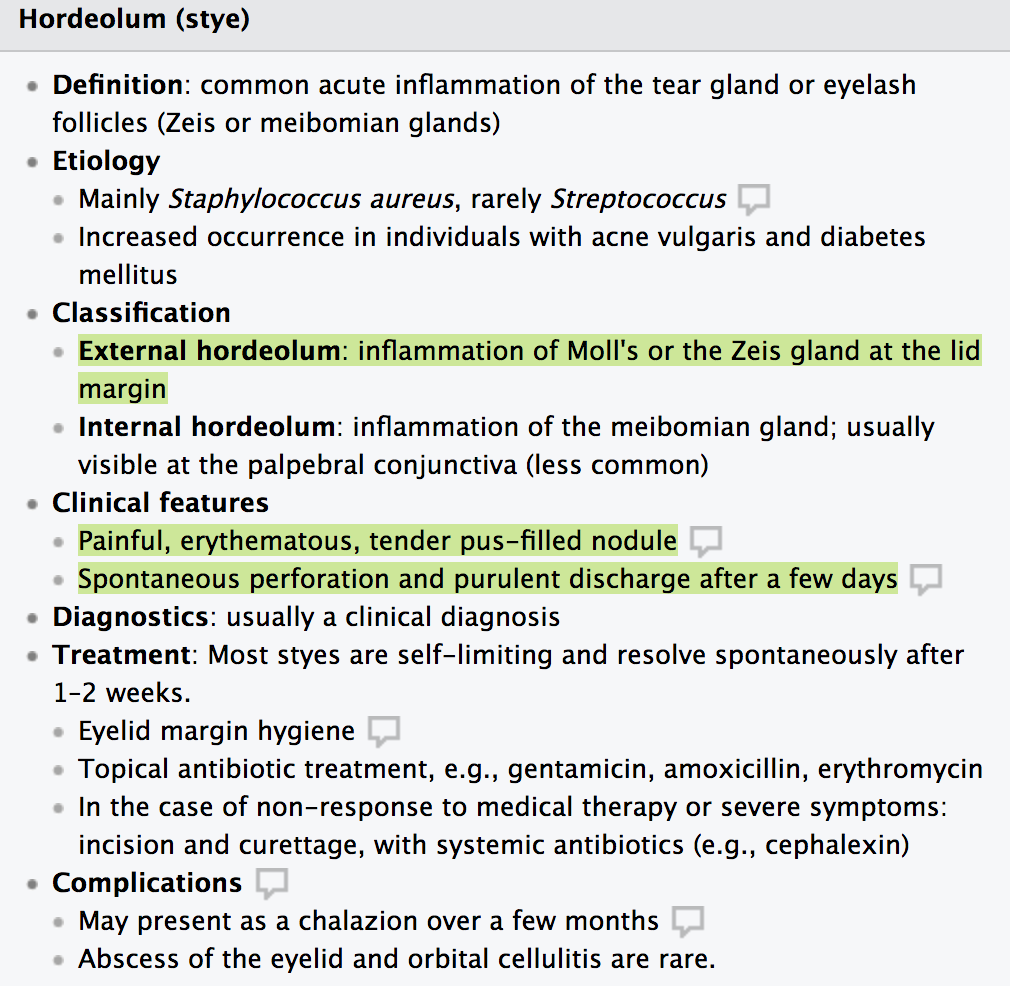 Hordeolum (stye)
Definition: common acute inflammation of the tear gland or eyelash
follicles (Zeis or meibomian glands)
Etiology
Mainly Staphylococcus aureus, rarely Streptococcus
Increased occurrence in individuals with acne vulgaris and diabetes
mellitus
Classification
External hordeolum: inflammation of Moll's or the Zeis gland at the lid
margin
Internal hordeolum: inflammation of the meibomian gland; usually
visible at the palpebral conjunctiva (less common)
Clinical features
Painful, erythematous, tender pus-filled nodule
Spontaneous perforation and purulent discharge after a few days
Diagnostics: usually a clinical diagnosis
Treatment: Most styes are self-limiting and resolve spontaneously after
1-2 weeks.
Eyelid margin hygiene
Topical antibiotic treatment, e.g., gentamicin, amoxicillin, erythromycin
In the case of non-response to medical therapy or severe symptoms:
incision and curettage, with systemic antibiotics (e.g., cephalexin)
Complications
May present as a chalazion over a few months
Abscess of the eyelid and orbital cellulitis are rare.